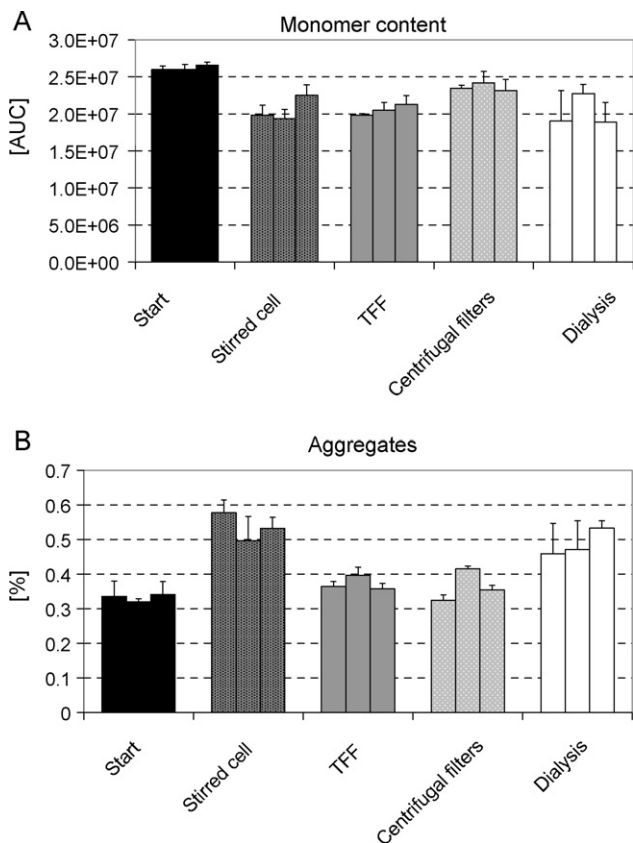 A
Monomer content
[AUC]
3.0E+07
2.5E+07
2.0E+07
1.5E+07
1.0E+07
5.0E+06
0.0E+00
Start
Stirred cell
TFF
Centrifugal filters
Dialysis
B
Aggregates
[%]
0.7
0.6
0.5
0.4
0.3
0.2
0.1
0
Start
Stirred cell
TFF
Centrifugal filters
Dialysis